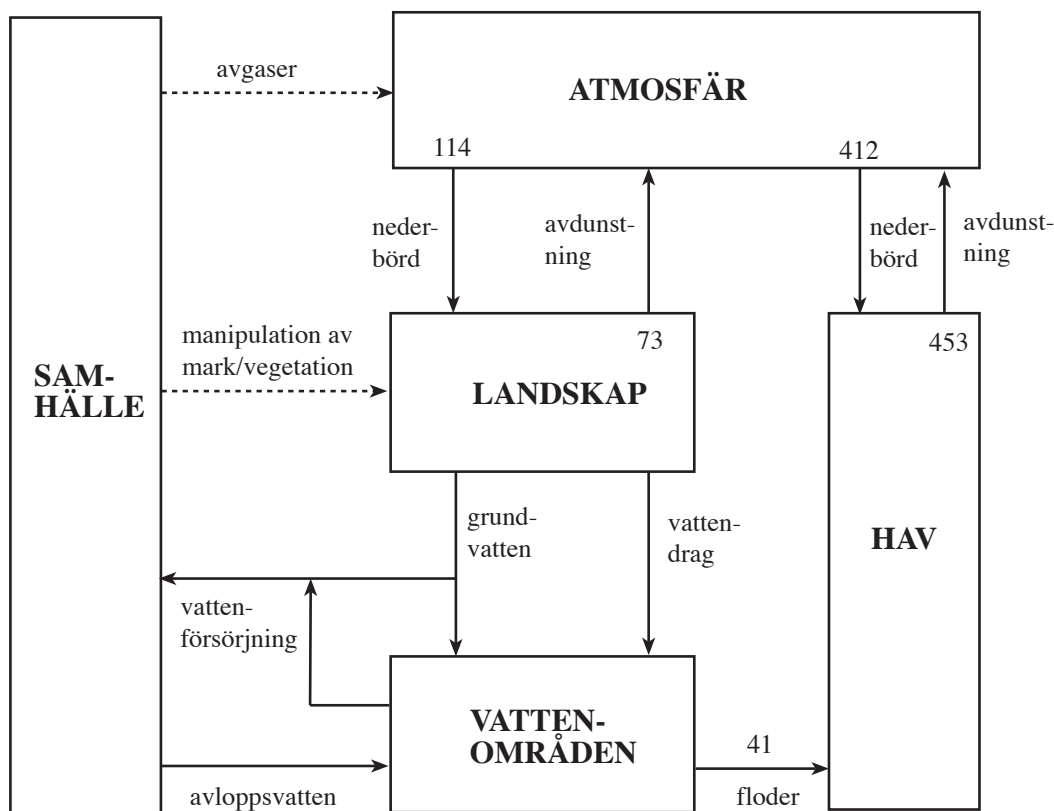 avgaser
ATMOSFÄR
114
412
neder-
börd
avdunst-
ning
neder-
börd
avdunst-
ning
manipulation av
mark/vegetation
73
453
SAM-
HÄLLE
LANDSKAP
grund-
vatten
vatten-
drag
HAV
vatten-
försörjning
VATTEN-
OMRÅDEN
41
avloppsvatten
floder